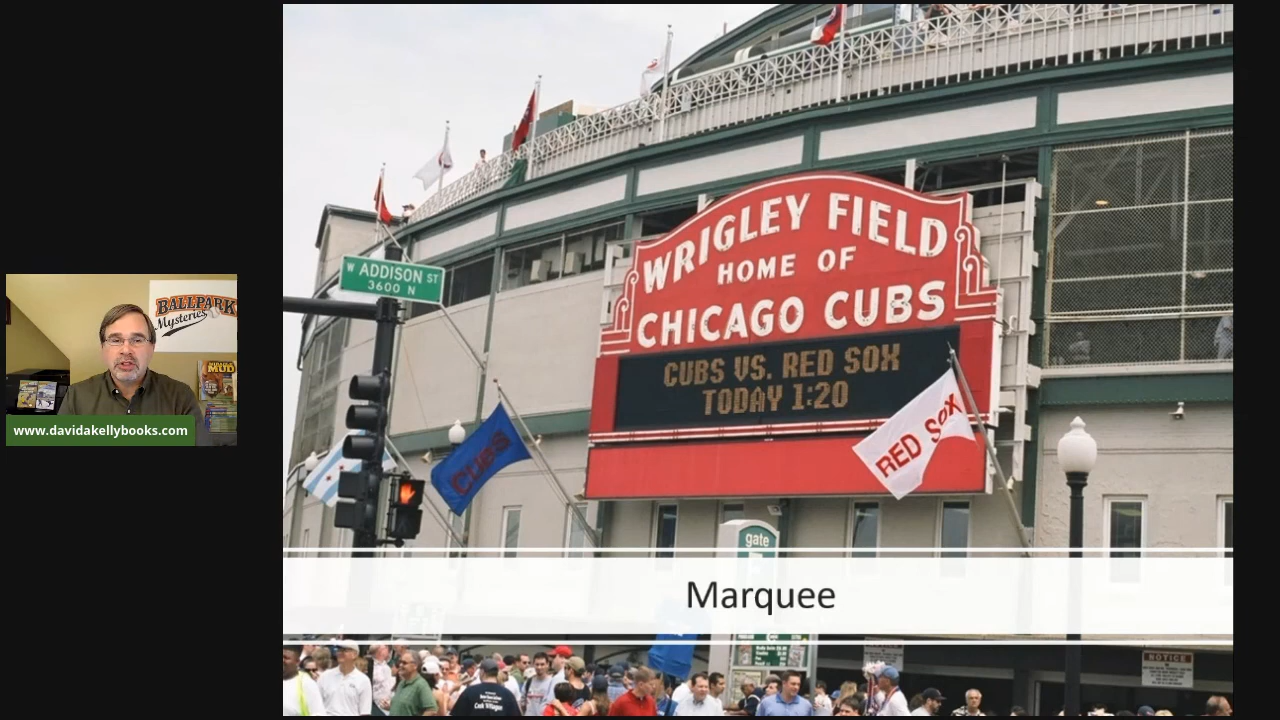 W ADDISON ST
3600 N
WRIGLEY FIELD
HOME OF
CHICAGO CUBS
CUBS VS. RED SOX
TODAY 1:20
CUBS
RED SOX
gate
Marquee
NOTICE
BALLPARK
Mysteries
MUD
www.davidakellybooks.com